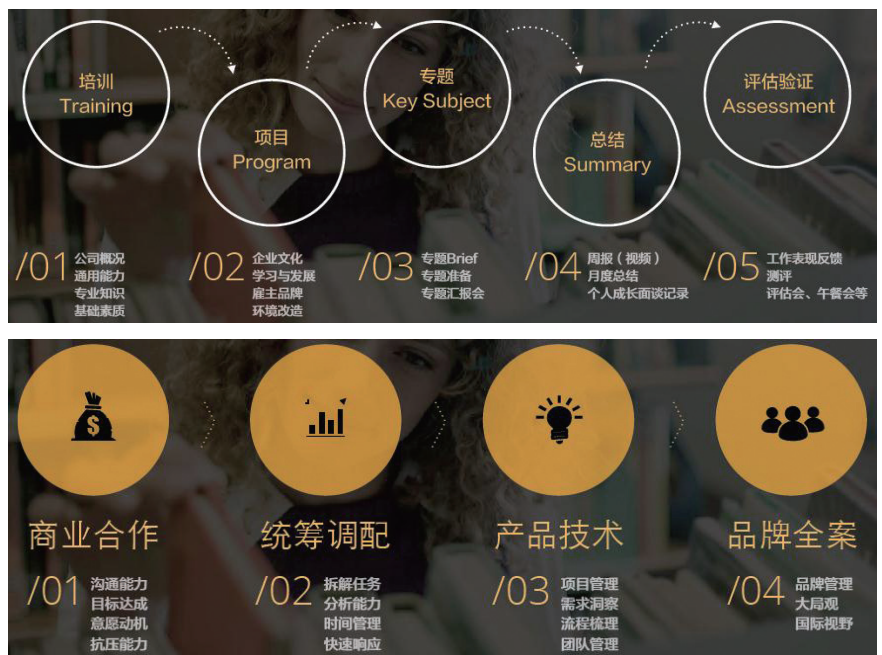 培训
Training
项目
Program
专题
Key Subject
总结
Summary
评估验证
Assessment
/01
公司概况
通用能力
专业知识
基础素质
/02
企业文化
学习与发展
雇主品牌
环境改造
/03
专题Brief
专题准备
专题汇报会
/04
周报（视频）
月度总结
个人成长面谈记录
/05
工作表现反馈
测评
评估会、午餐会等
$
商业合作
/01
沟通能力
目标达成
意愿动机
抗压能力
统筹调配
/02
拆解任务
分析能力
时间管理
快速响应
产品技术
/03
项目管理
需求洞察
流程梳理
团队管理
品牌全案
/04
品牌管理
大局观
国际视野